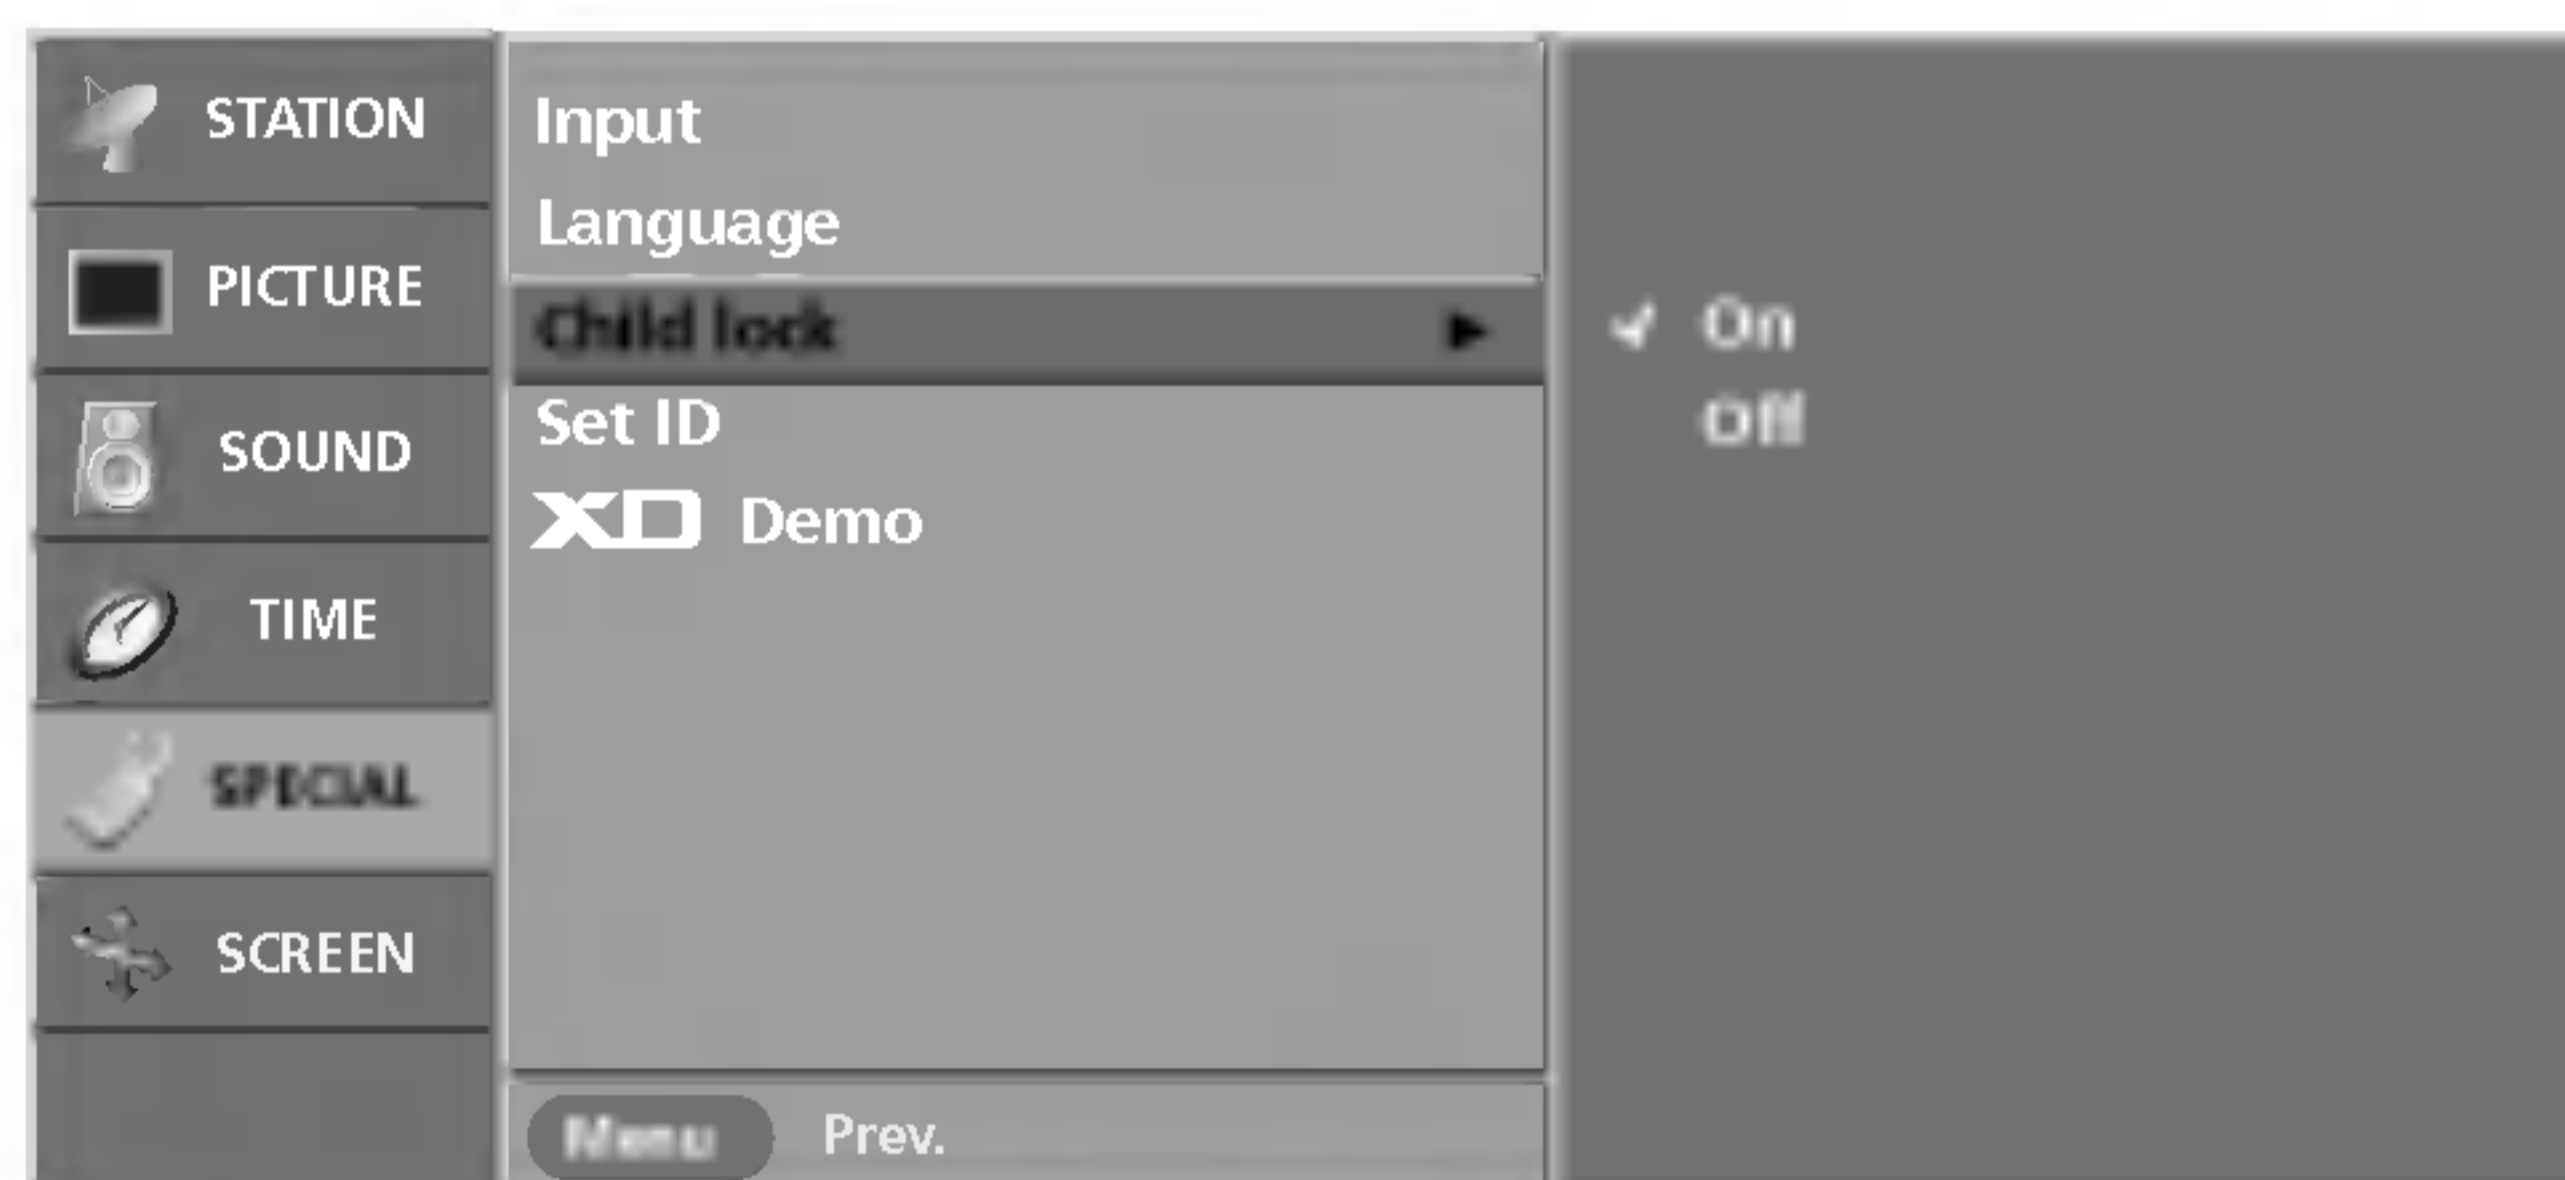 STATION
PICTURE
SOUND
TIME
SPECIAL
SCREEN
Input
Language
Child lock
Set ID
XD Demo
Menu Prev.
On
Off